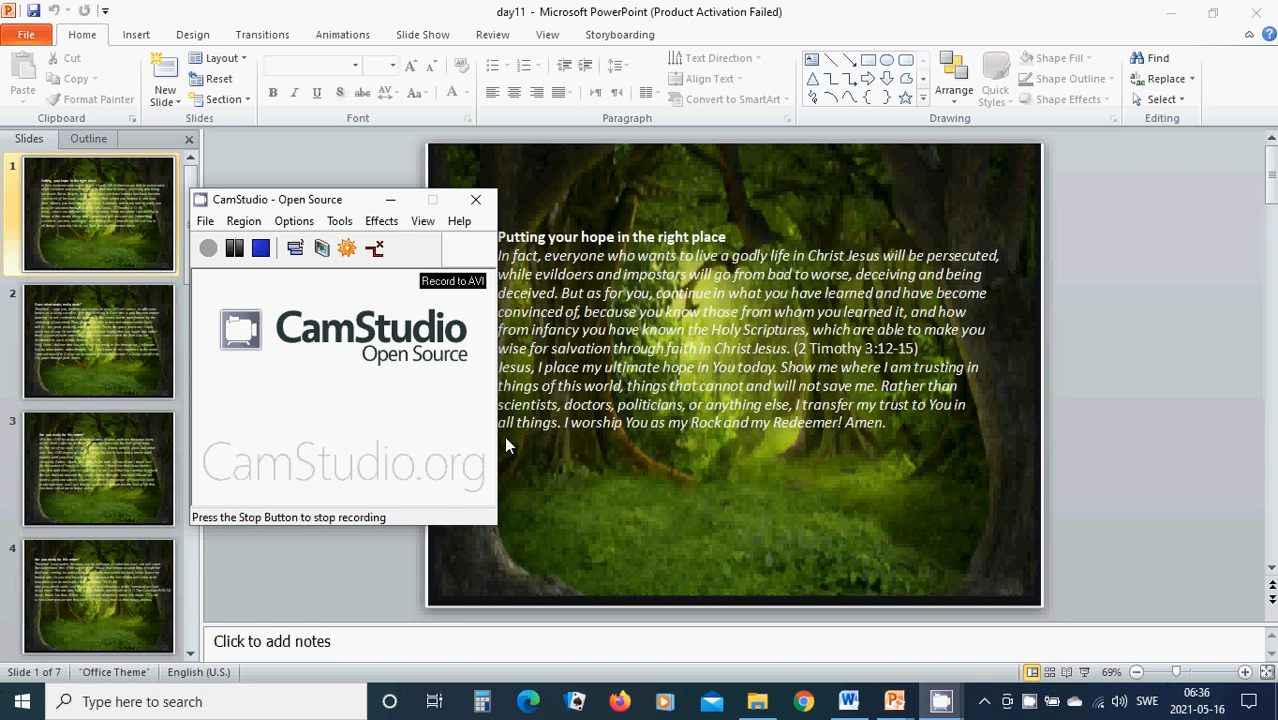 day11 - Microsoft PowerPoint (Product Activation Failed)
File Home Insert Design Transitions Animations Slide Show Review View Storyboarding
Paste
Cut
Copy
Format Painter
Clipboard
New
Slide
Layout
Reset
Section
Slides
B I U S abc AV Aa A
Font
Text Direction
Align Text
Convert to SmartArt
Paragraph
Arrange
Quick
Styles
Shape Fill
Shape Outline
Shape Effects
Drawing
Find
Replace
Select
Editing
Slides Outline
1
2
3
4
CamStudio - Open Source
File Region Options Tools Effects View Help
Record to AVI
CamStudio
Open Source
CamStudio.org
Press the Stop Button to stop recording
Putting your hope in the right place
In fact, everyone who wants to live a godly life in Christ Jesus will be persecuted,
while evildoers and impostors will go from bad to worse, deceiving and being
deceived. But as for you, continue in what you have learned and have become
convinced of, because you know those from whom you learned it, and how
from infancy you have known the Holy Scriptures, which are able to make you
wise for salvation through faith in Christ Jesus. (2 Timothy 3:12-15)
Jesus, I place my ultimate hope in You today. Show me where I am trusting in
things of this world, things that cannot and will not save me. Rather than
scientists, doctors, politicians, or anything else, I transfer my trust to You in
all things. I worship You as my Rock and my Redeemer! Amen.
Click to add notes
Slide 1 of 7 "Office Theme" English (U.S.) 69%
Type here to search
SWE
06:36
2021-05-16